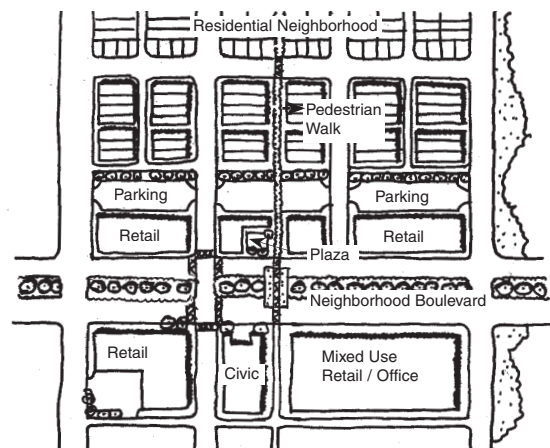 Residential Neighborhood
Pedestrian
Walk
Parking
Parking
Retail
Retail
Plaza
Neighborhood Boulevard
Retail
Civic
Mixed Use
Retail / Office